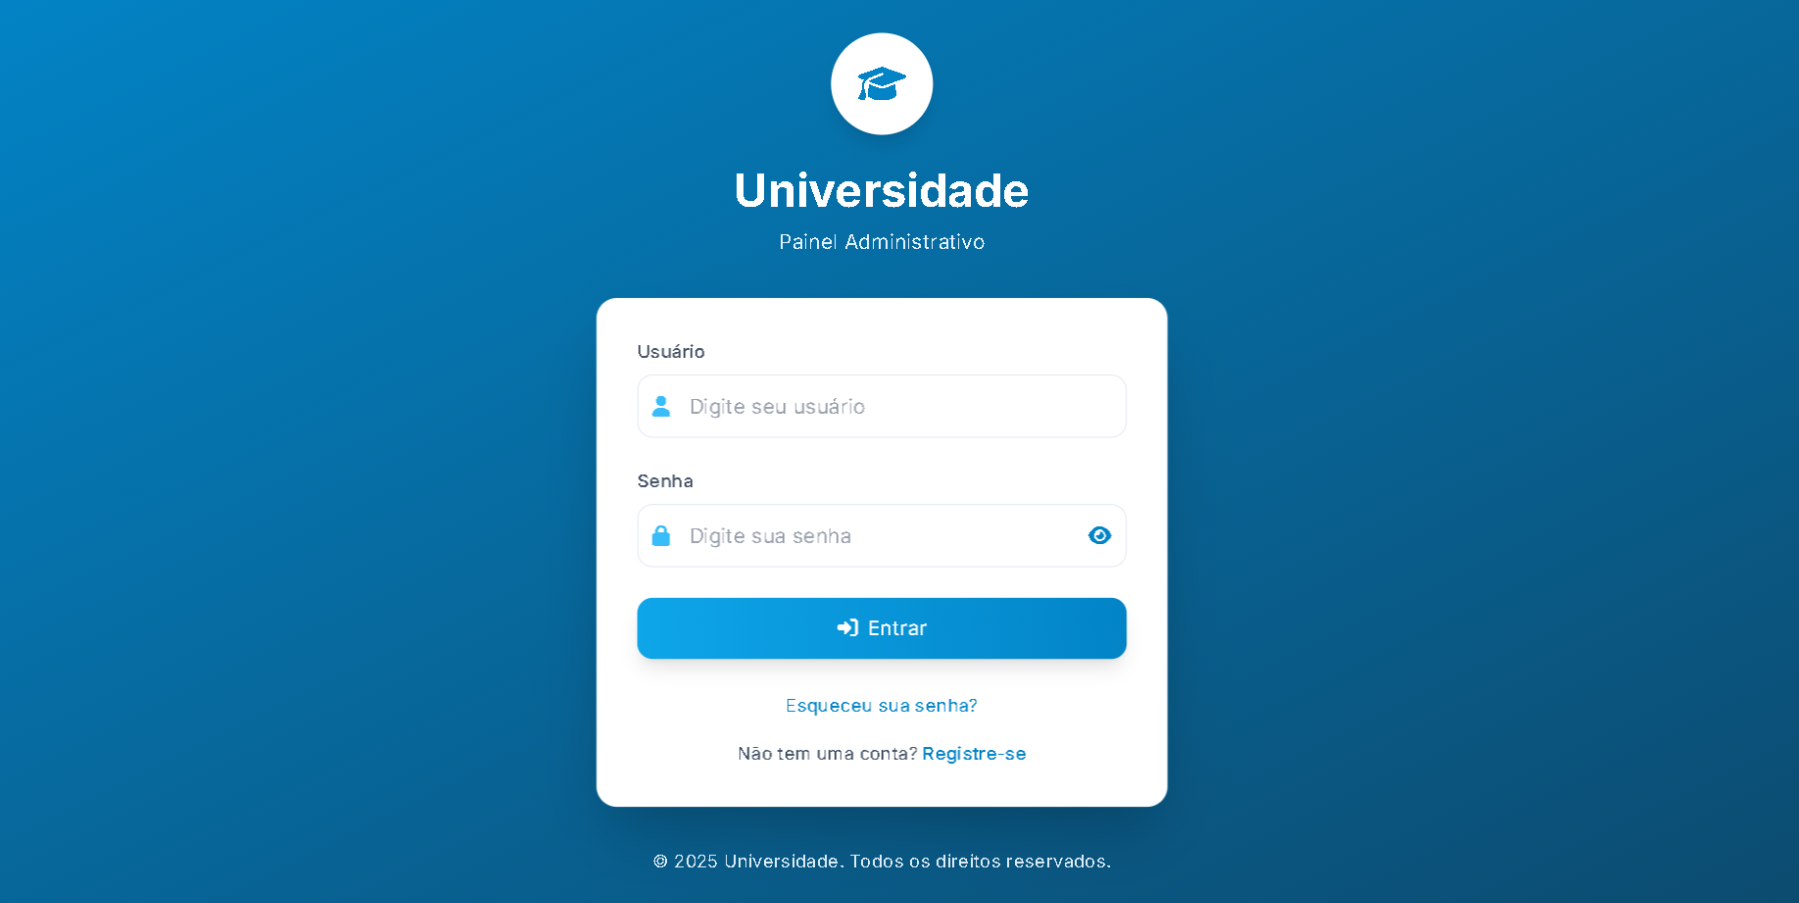 Universidade
Painel Administrativo
Usuário
Digite seu usuário
Senha
Digite sua senha
Entrar
Esqueceu sua senha?
Não tem uma conta? Registre-se
© 2025 Universidade. Todos os direitos reservados.